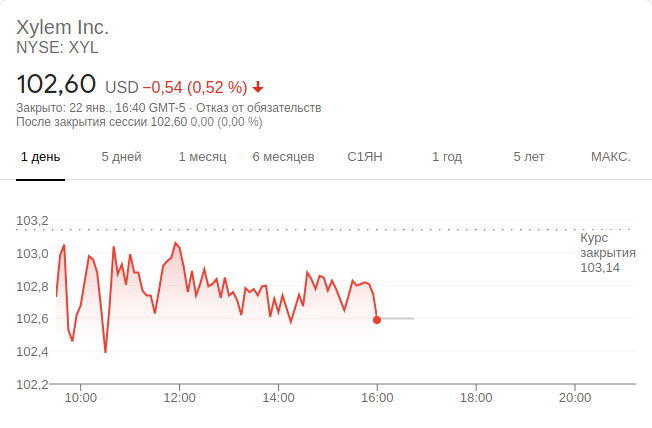 Xylem Inc.
NYSE: XYL
102,60 USD −0,54 (0,52 %)
Закрыто: 22 янв., 16:40 GMT-5 · Отказ от обязательств
После закрытия сессии 102,60 0,00 (0,00 %)
1 день 5 дней 1 месяц 6 месяцев С1ЯН 1 год 5 лет МАКС.
103,2
Курс
закрытия
103,14
103,0
102,8
102,6
102,4
102,2
10:00 12:00 14:00 16:00 18:00 20:00